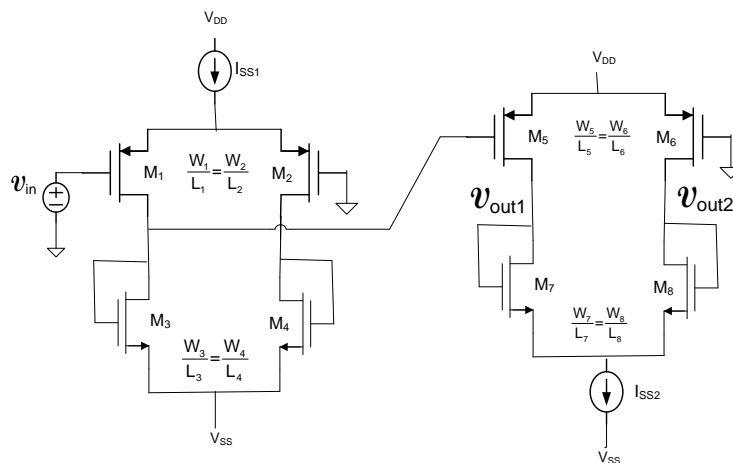 V_DD
I_SS1
V_DD
M_1
W_1/L_1 = W_2/L_2
M_2
M_5
W_5/L_5 = W_6/L_6
M_6
v_in
+
−
v_out1
v_out2
M_3
M_4
W_3/L_3 = W_4/L_4
M_7
M_8
W_7/L_7 = W_8/L_8
I_SS2
V_SS
V_SS